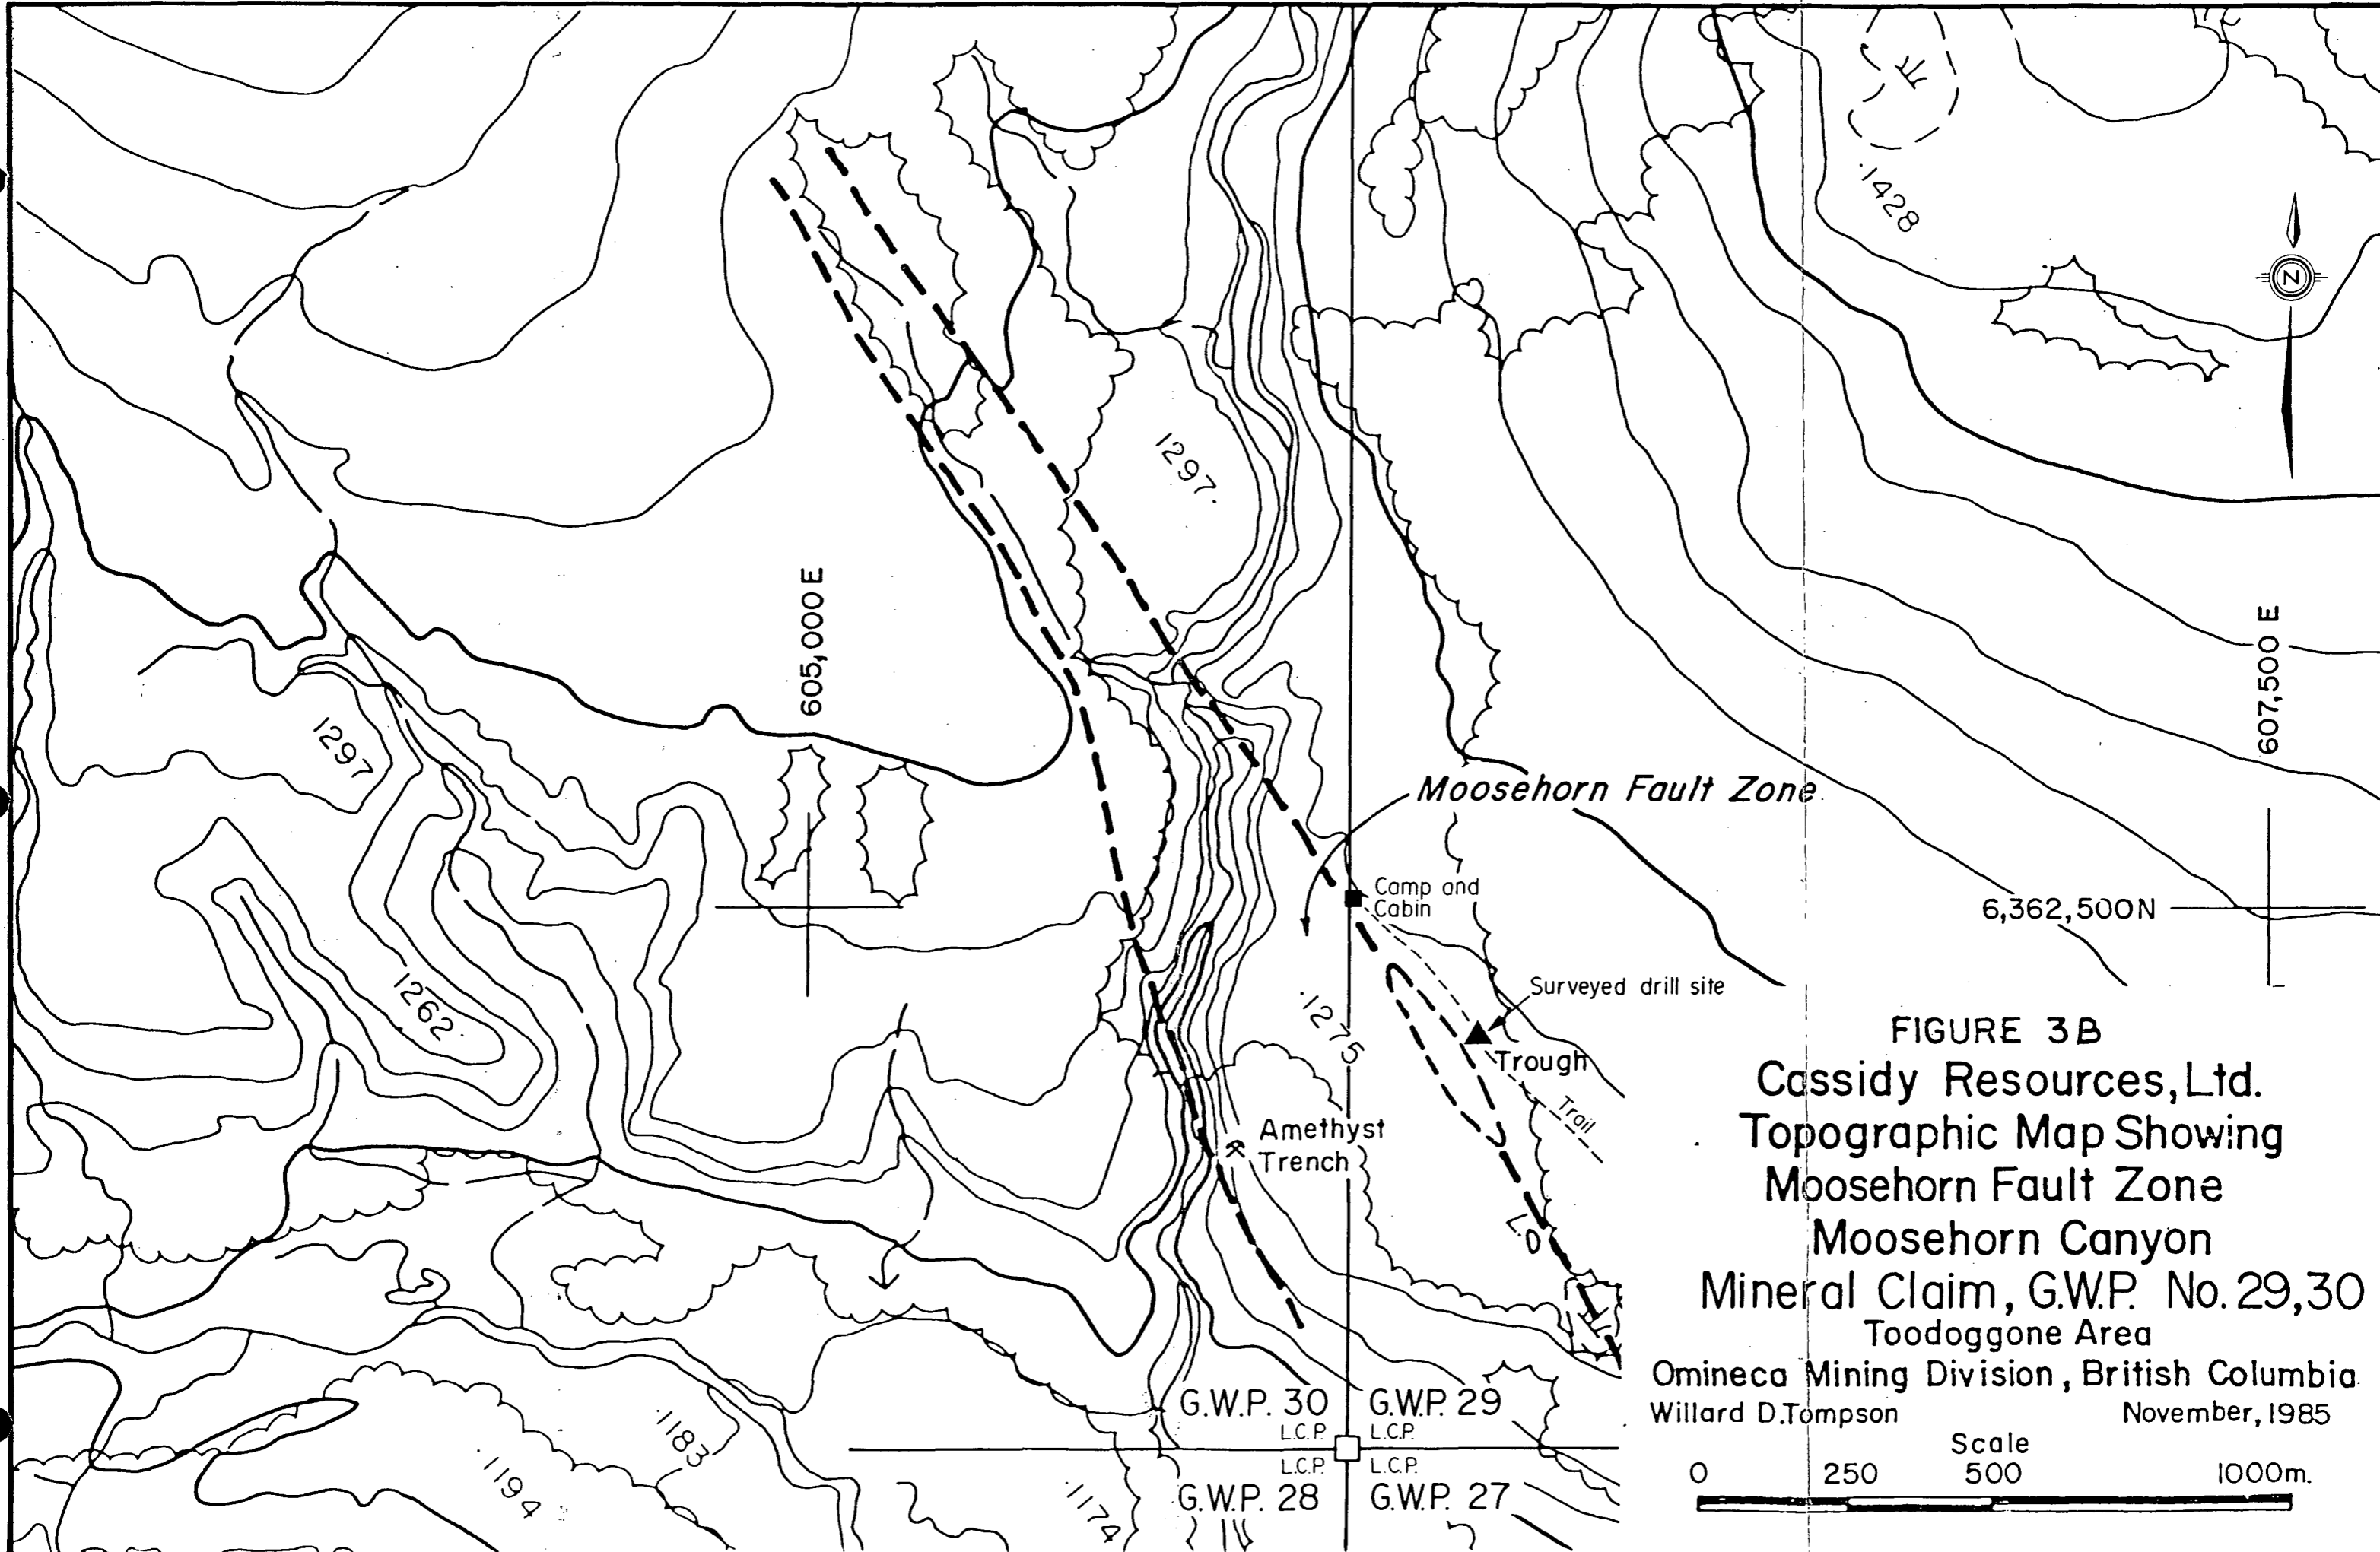 .1428
N
1297.
605,000 E
607,500 E
1297
Moosehorn Fault Zone
Camp and
Cabin
6,362,500N
Surveyed drill site
.1275
1262.
Trough
Trail
Amethyst
Trench
FIGURE 3B
Cassidy Resources, Ltd.
Topographic Map Showing
Moosehorn Fault Zone
Moosehorn Canyon
Mineral Claim, G.W.P. No. 29,30
Toodoggone Area
Omineca Mining Division, British Columbia
Willard D. Tompson
November, 1985
Scale
0 250 500 1000m.
G.W.P. 30
L.C.P.
G.W.P. 29
L.C.P.
L.C.P.
G.W.P. 28
L.C.P.
G.W.P. 27
.1183
.1194
.1174